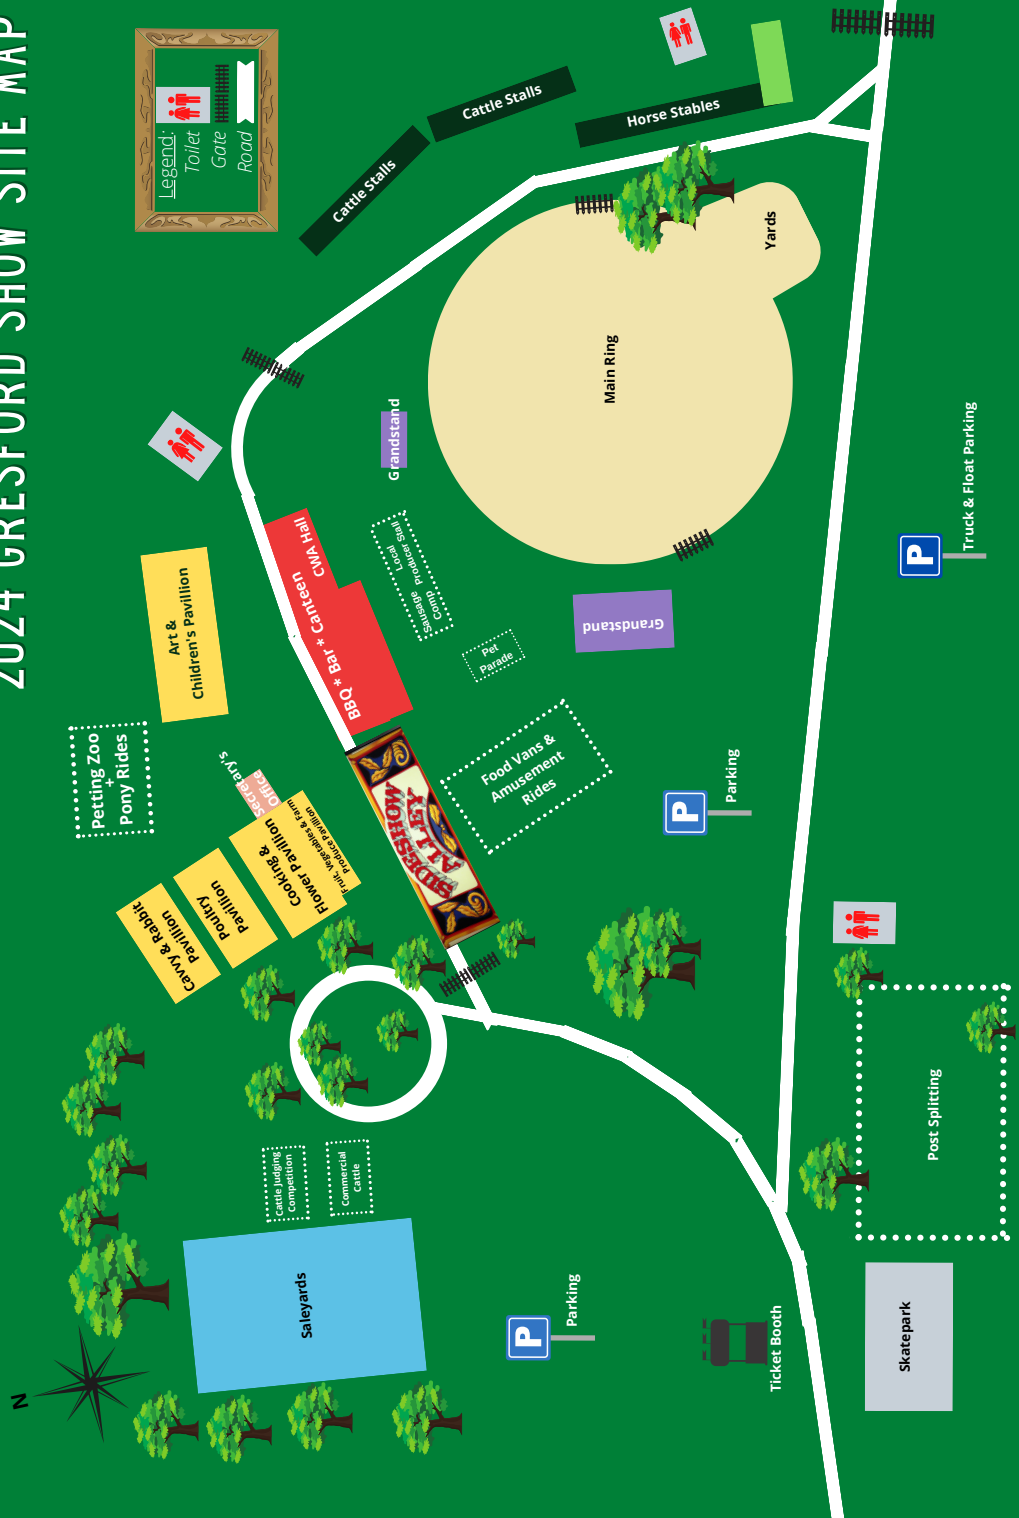 2024 GRESFORD SHOW SITE MAP
Legend:
Toilet
Gate
Road
N
Petting Zoo
+
Pony Rides
Art &
Children's Pavillion
Secretary's
Office
Cavvy & Rabbit
Pavillion
Poultry
Pavillion
Cooking &
Flower Pavillion
Fruit, Vegetables & Farm
Produce Pavillion
Cattle Stalls
Cattle Stalls
Horse Stables
BBQ * Bar * Canteen
CWA Hall
Grandstand
Sausage
Comp
Local
Producer Stall
Pet
Parade
SIDESHOW
ALLEY
Food Vans &
Amusement
Rides
Grandstand
Main Ring
Yards
Cattle Judging
Competition
Commercial
Cattle
Saleyards
P
Parking
P
Parking
P
Truck & Float Parking
Ticket Booth
Skatepark
Post Splitting